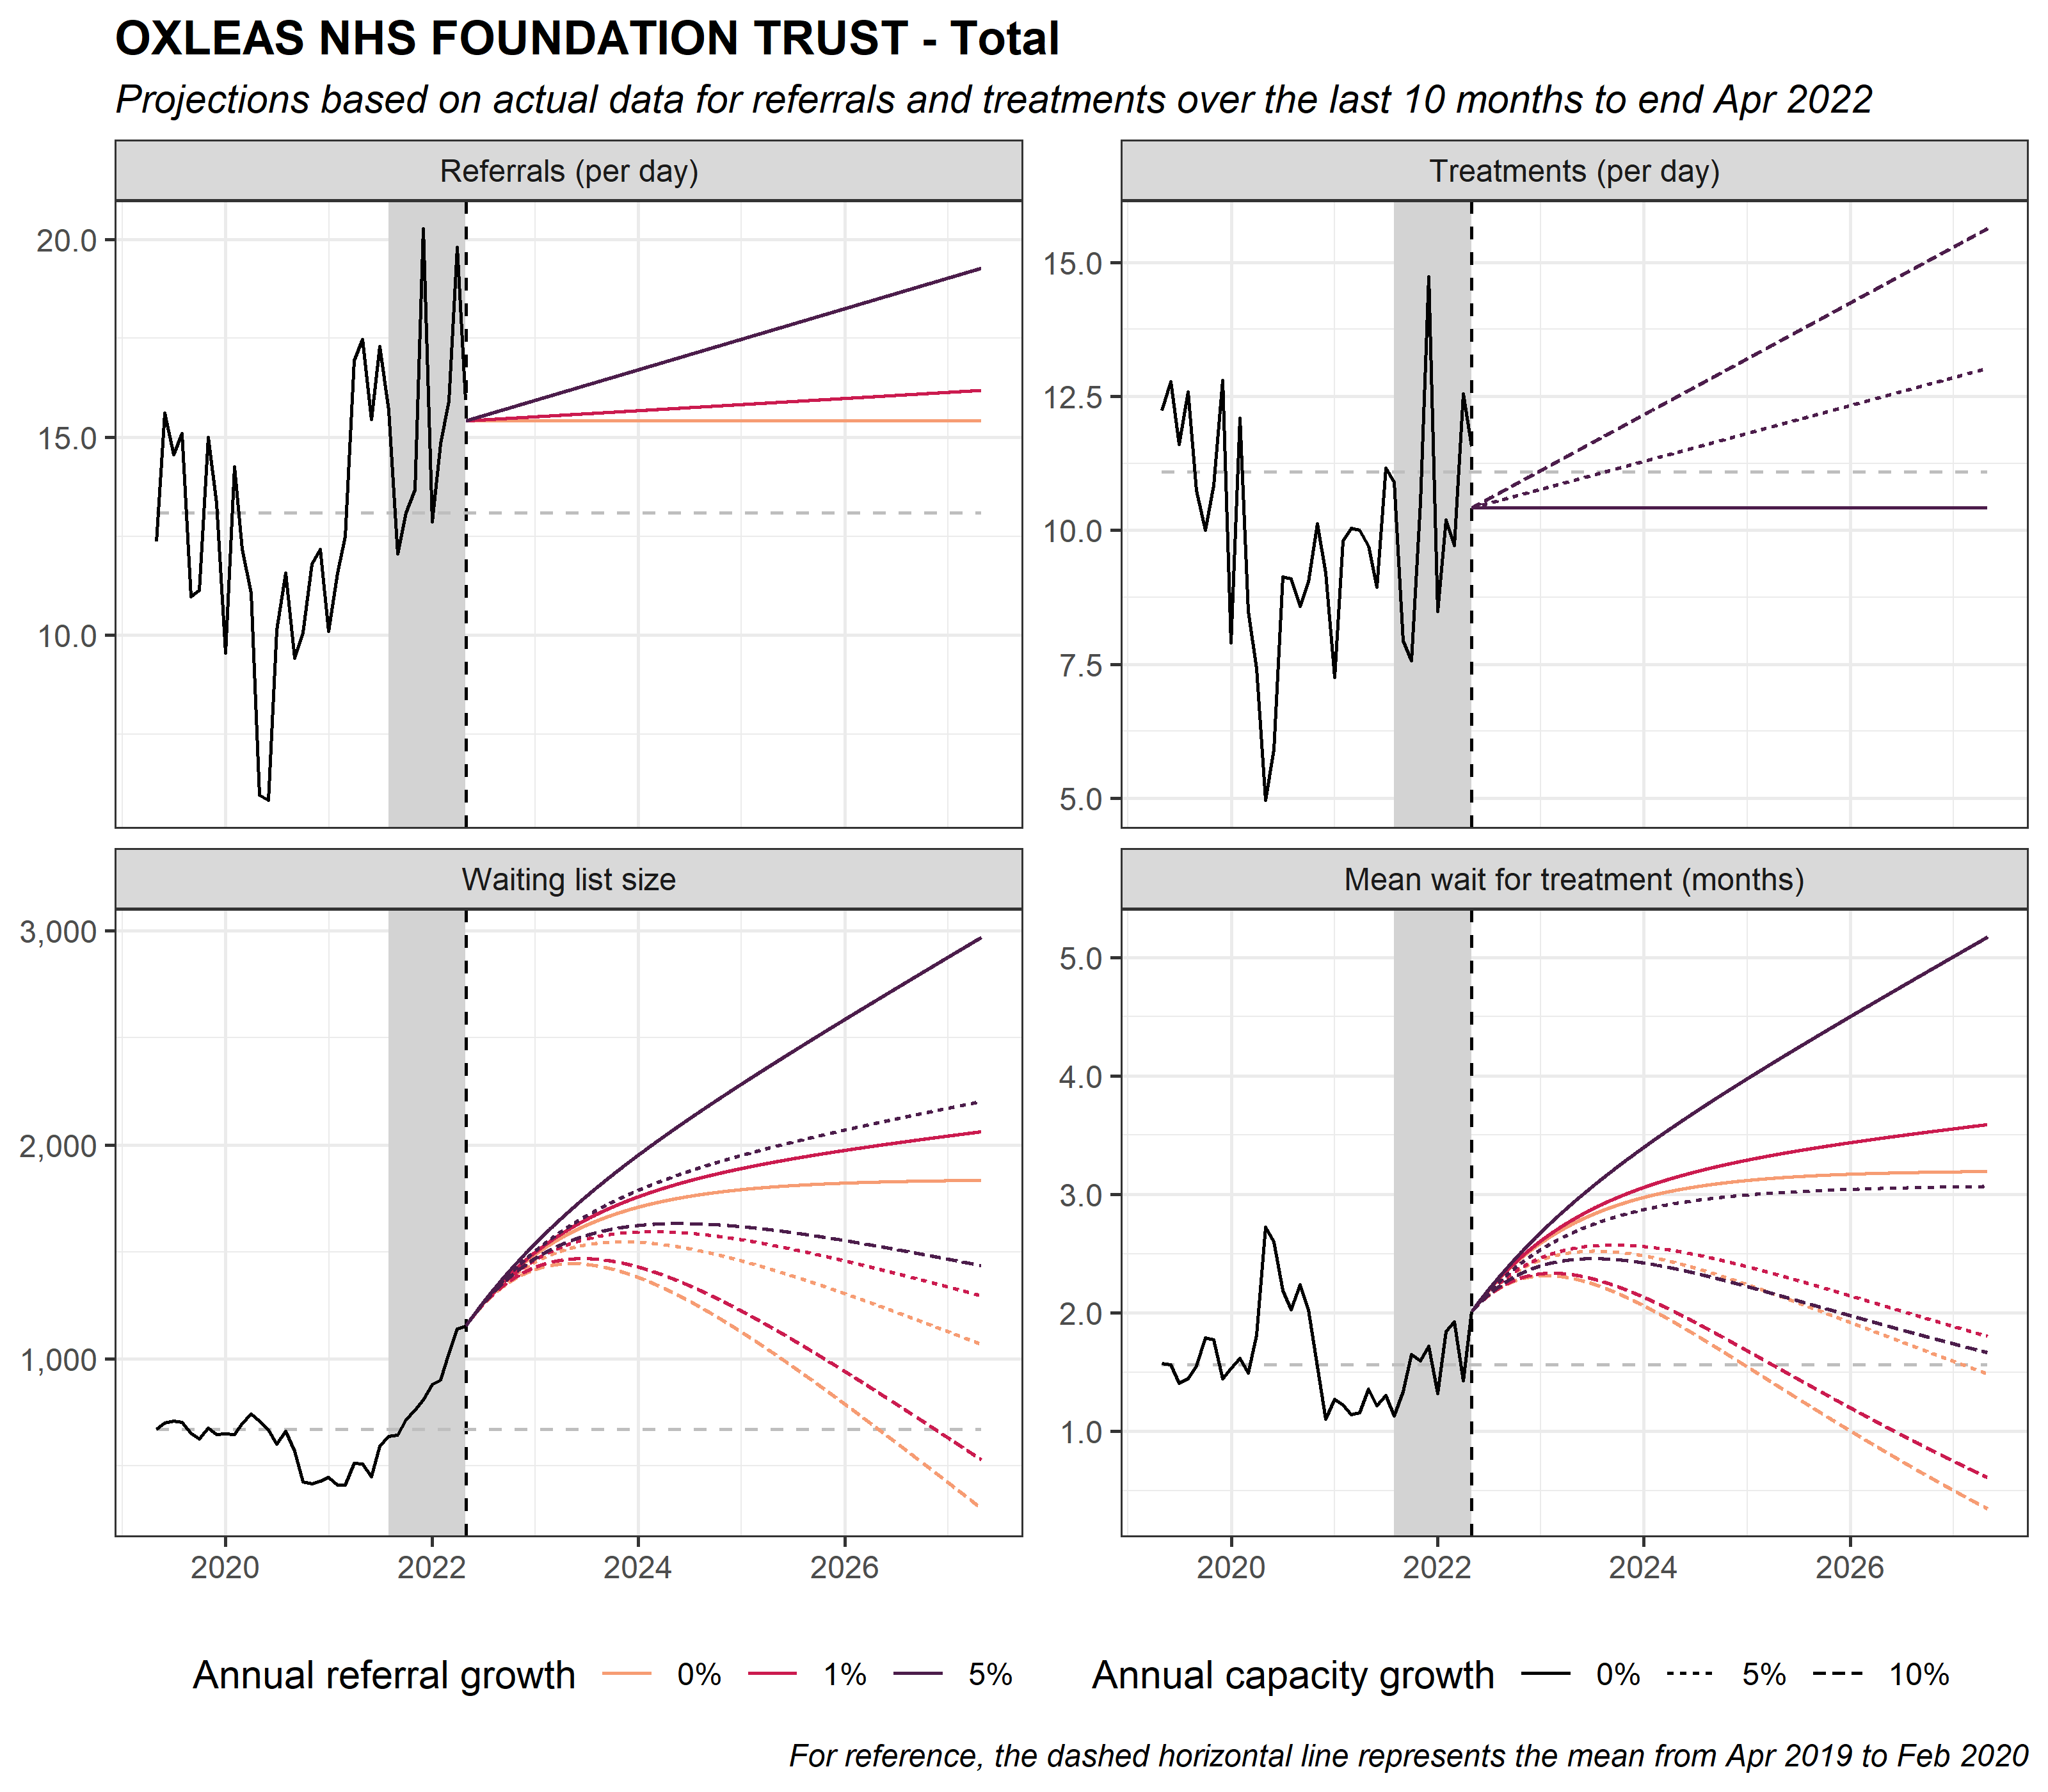 OXLEAS NHS FOUNDATION TRUST - Total
Projections based on actual data for referrals and treatments over the last 10 months to end Apr 2022
Referrals (per day)
20.0
15.0
10.0
Treatments (per day)
15.0
12.5
10.0
7.5
5.0
Waiting list size
3,000
2,000
1,000
2020 2022 2024 2026
Mean wait for treatment (months)
5.0
4.0
3.0
2.0
1.0
2020 2022 2024 2026
Annual referral growth 0% 1% 5%
Annual capacity growth 0% 5% 10%
For reference, the dashed horizontal line represents the mean from Apr 2019 to Feb 2020